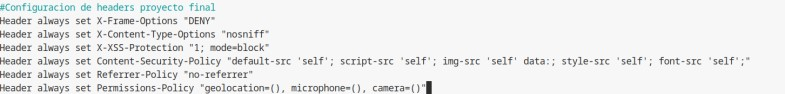 #Configuracion de headers proyecto final
Header always set X-Frame-Options "DENY"
Header always set X-Content-Type-Options "nosniff"
Header always set X-XSS-Protection "1; mode=block"
Header always set Content-Security-Policy "default-src 'self'; script-src 'self'; img-src 'self' data:; style-src 'self'; font-src 'self';"
Header always set Referrer-Policy "no-referrer"
Header always set Permissions-Policy "geolocation=(), microphone=(), camera=()"